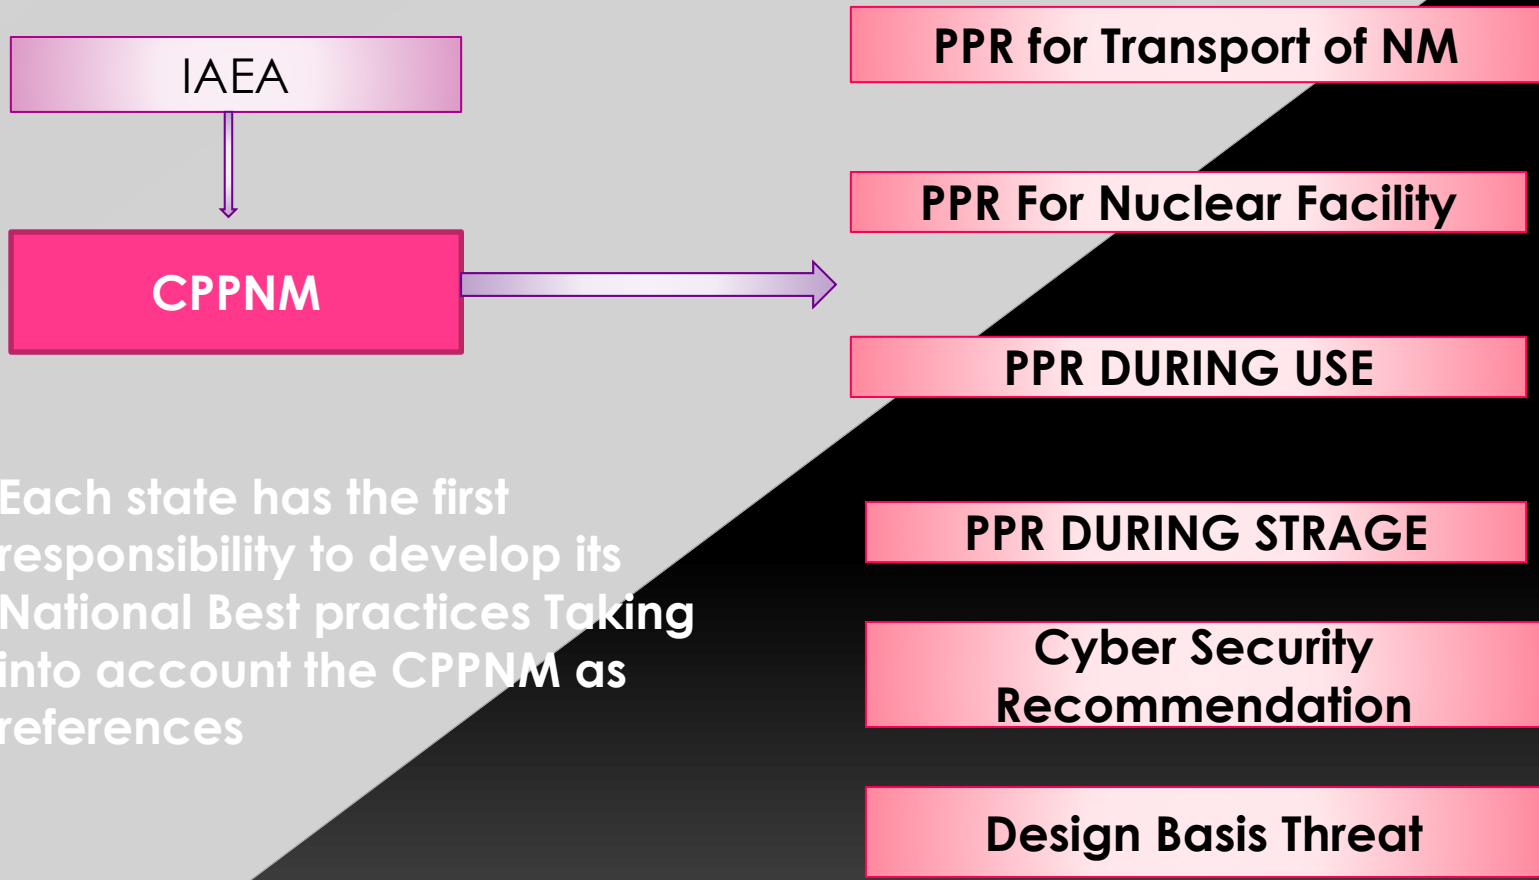 IAEA
CPPNM
Each state has the first
responsibility to develop its
National Best practices Taking
into account the CPPNM as
references
PPR for Transport of NM
PPR For Nuclear Facility
PPR DURING USE
PPR DURING STRAGE
Cyber Security
Recommendation
Design Basis Threat